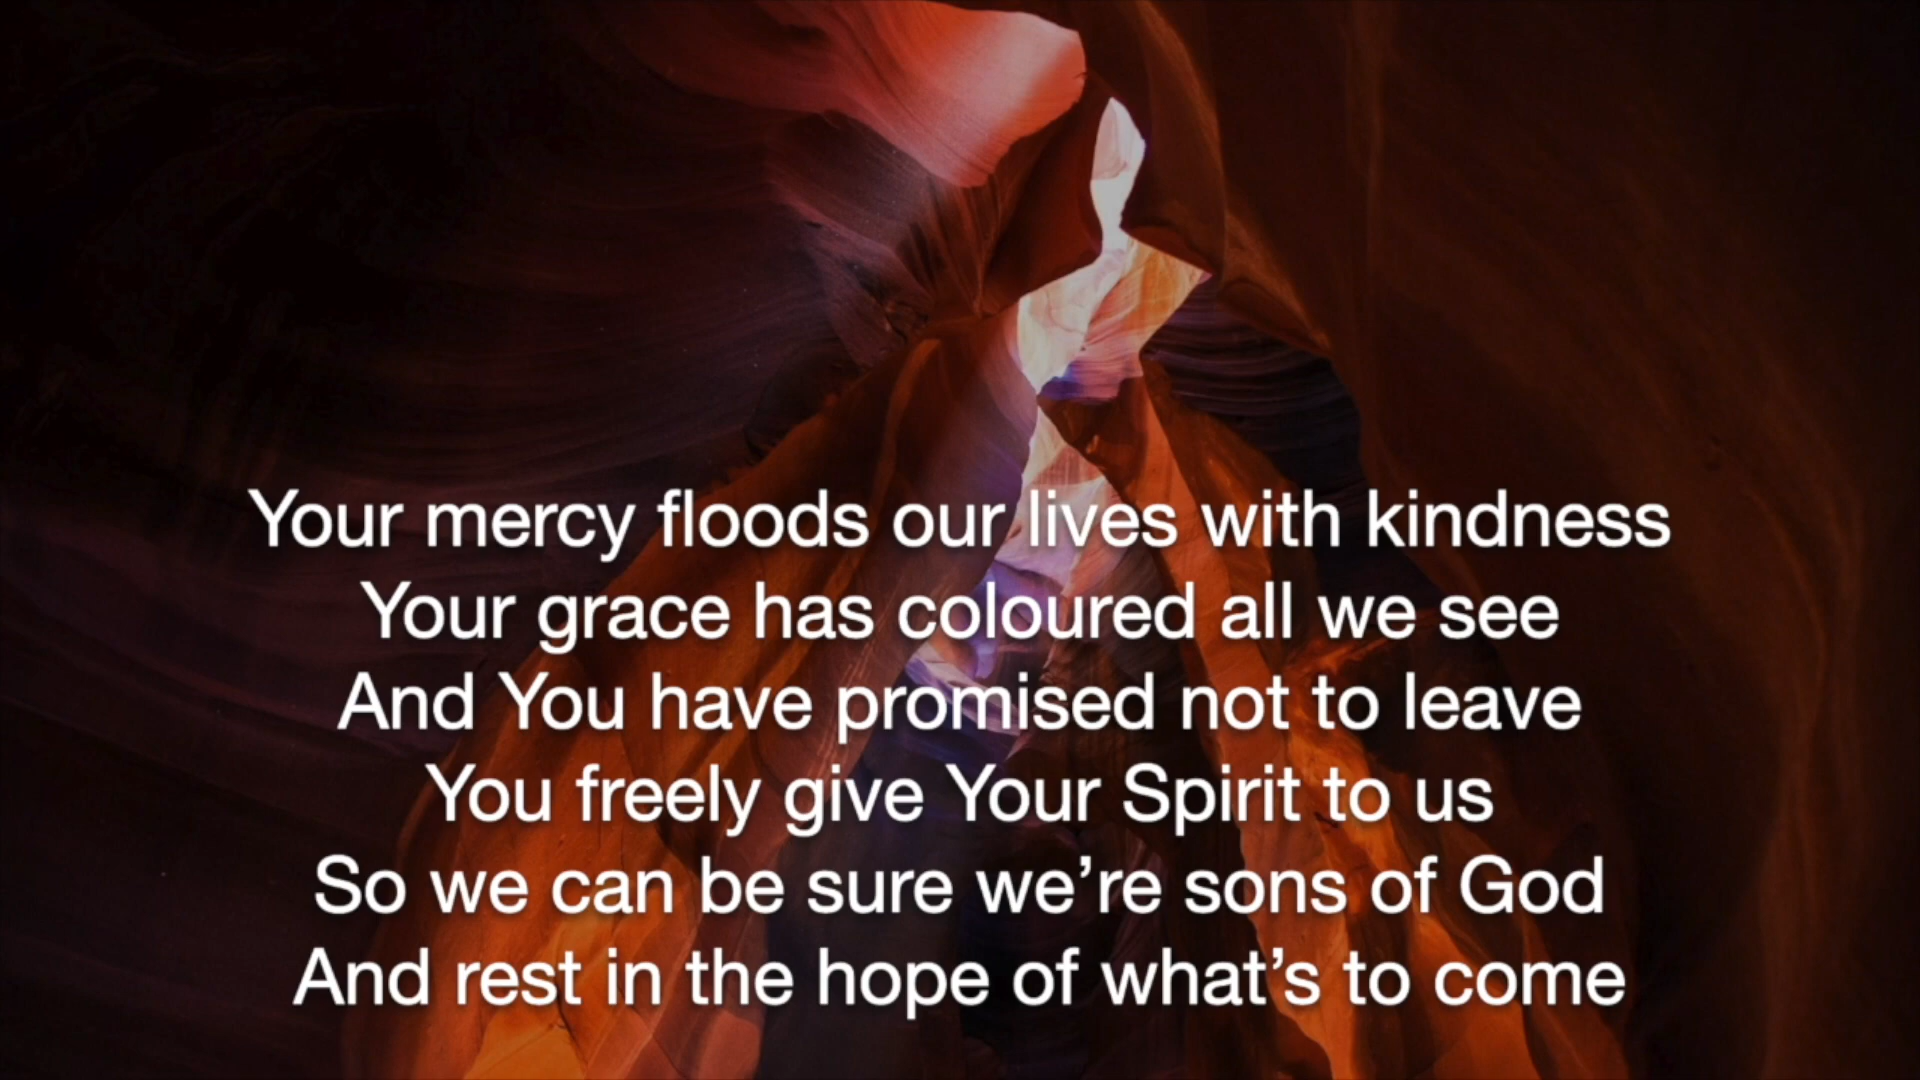 Your mercy floods our lives with kindness
Your grace has coloured all we see
And You have promised not to leave
You freely give Your Spirit to us
So we can be sure we’re sons of God
And rest in the hope of what’s to come